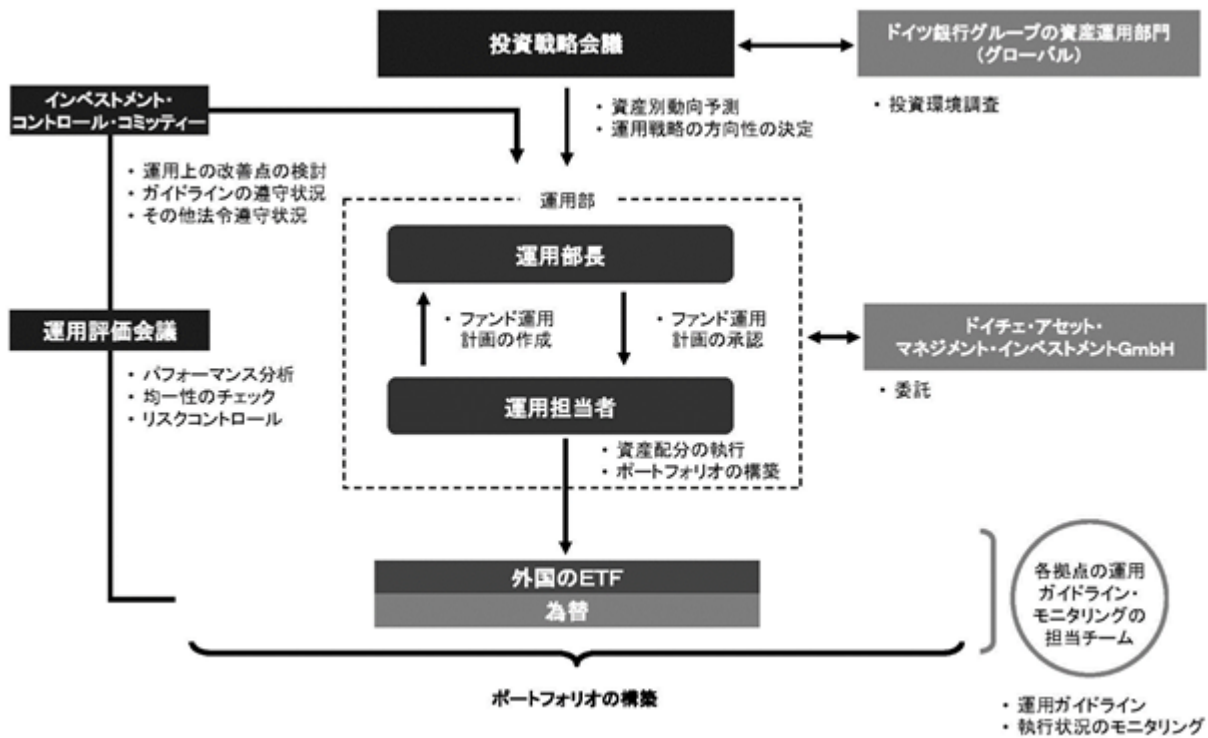 投資戦略会議
ドイツ銀行グループの資産運用部門
（グローバル）
・投資環境調査
・資産別動向予測
・運用戦略の方向性の決定
インベストメント・
コントロール・コミッティー
・運用上の改善点の検討
・ガイドラインの遵守状況
・その他法令遵守状況
運用部
運用部長
・ファンド運用
計画の作成
・ファンド運用
計画の承認
運用評価会議
・パフォーマンス分析
・均一性のチェック
・リスクコントロール
ドイチェ・アセット・
マネジメント・インベストメントGmbH
・委託
運用担当者
・資産配分の執行
・ポートフォリオの構築
外国のETF
為替
各拠点の運用
ガイドライン・
モニタリングの
担当チーム
ポートフォリオの構築
・運用ガイドライン
・執行状況のモニタリング